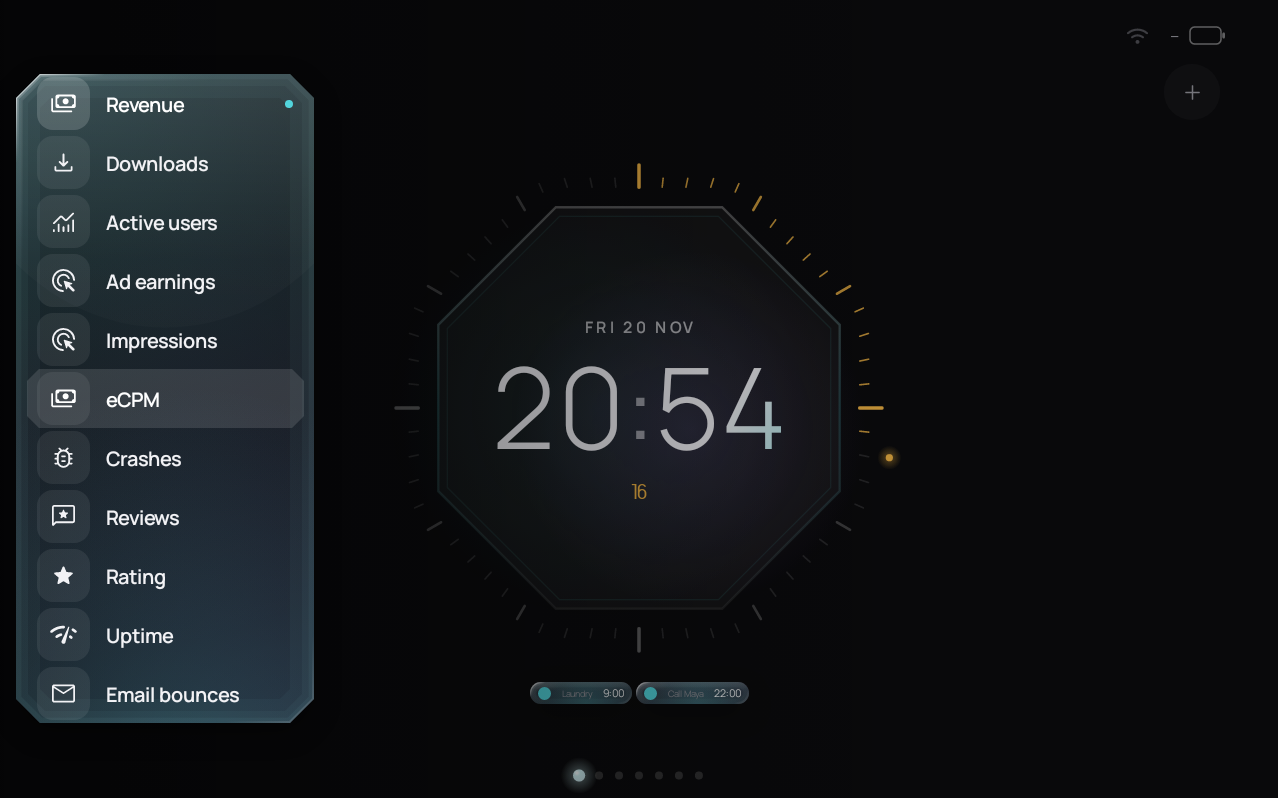 Revenue
Downloads
Active users
Ad earnings
Impressions
eCPM
Crashes
Reviews
Rating
Uptime
Email bounces
FRI 20 NOV
20:54
16
Laundry 9:00
Call Maya 22:00